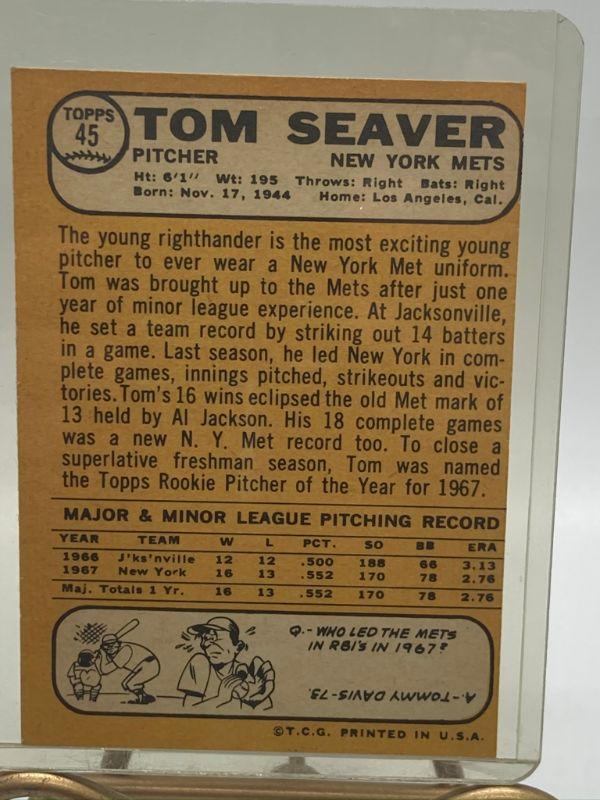 TOPPS
45
TOM SEAVER
PITCHER NEW YORK METS
Ht: 6'1" Wt: 195 Throws: Right Bats: Right
Born: Nov. 17, 1944 Home: Los Angeles, Cal.
The young righthander is the most exciting young
pitcher to ever wear a New York Met uniform.
Tom was brought up to the Mets after just one
year of minor league experience. At Jacksonville,
he set a team record by striking out 14 batters
in a game. Last season, he led New York in com-
plete games, innings pitched, strikeouts and vic-
tories. Tom's 16 wins eclipsed the old Met mark of
13 held by Al Jackson. His 18 complete games
was a new N. Y. Met record too. To close a
superlative freshman season, Tom was named
the Topps Rookie Pitcher of the Year for 1967.
MAJOR & MINOR LEAGUE PITCHING RECORD
YEAR TEAM W L PCT. SO BB ERA
1966 J'ks'nville 12 12 .500 188 66 3.13
1967 New York 16 13 .552 170 78 2.76
Maj. Totals 1 Yr. 16 13 .552 170 78 2.76
Q.- WHO LED THE METS
IN RBI'S IN 1967?
A.-TOMMY DAVIS-73.
©T.C.G. PRINTED IN U.S.A.